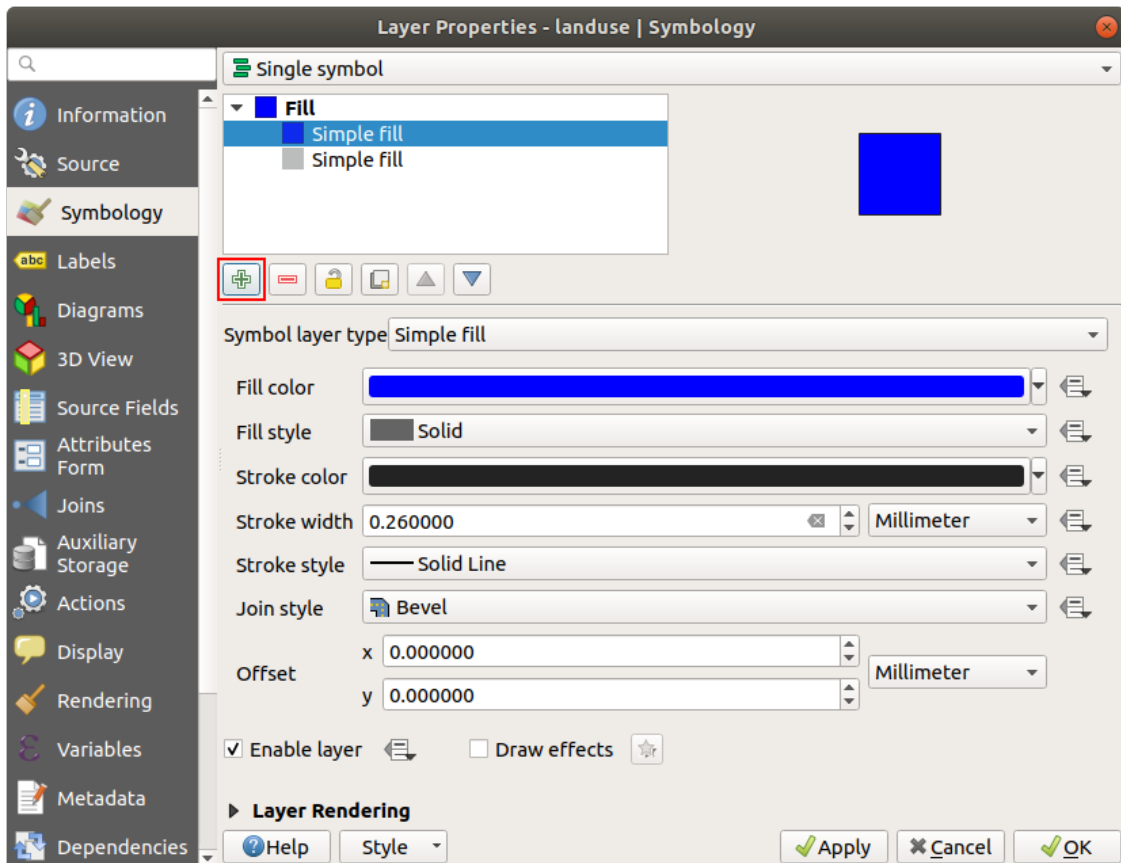 Layer Properties - landuse | Symbology
Information
Source
Symbology
abc Labels
Diagrams
3D View
Source Fields
Attributes
Form
Joins
Auxiliary
Storage
Actions
Display
Rendering
Variables
Metadata
Dependencies
Single symbol
Fill
Simple fill
Simple fill
Symbol layer type Simple fill
Fill color
Fill style Solid
Stroke color
Stroke width 0.260000 Millimeter
Stroke style Solid Line
Join style Bevel
Offset
x 0.000000
y 0.000000
Millimeter
Enable layer Draw effects
Layer Rendering
Help Style Apply Cancel OK